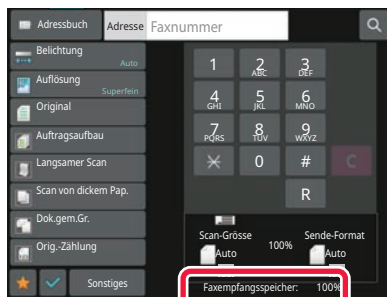 Adressbuch
Adresse
Faxnummer
Belichtung
Auto
Auflösung
Superfein
Original
Auftragsaufbau
Langsamer Scan
Scan von dickem Pap.
Dok.gem.Gr.
Orig.-Zählung
Sonstiges
1 2 3
ABC DEF
4 5 6
GHI JKL MNO
7 8 9
PQRS TUV WXYZ
0 # C
R
Scan-Grösse Sende-Format
100%
Auto Auto
Faxempfangsspeicher: 100%